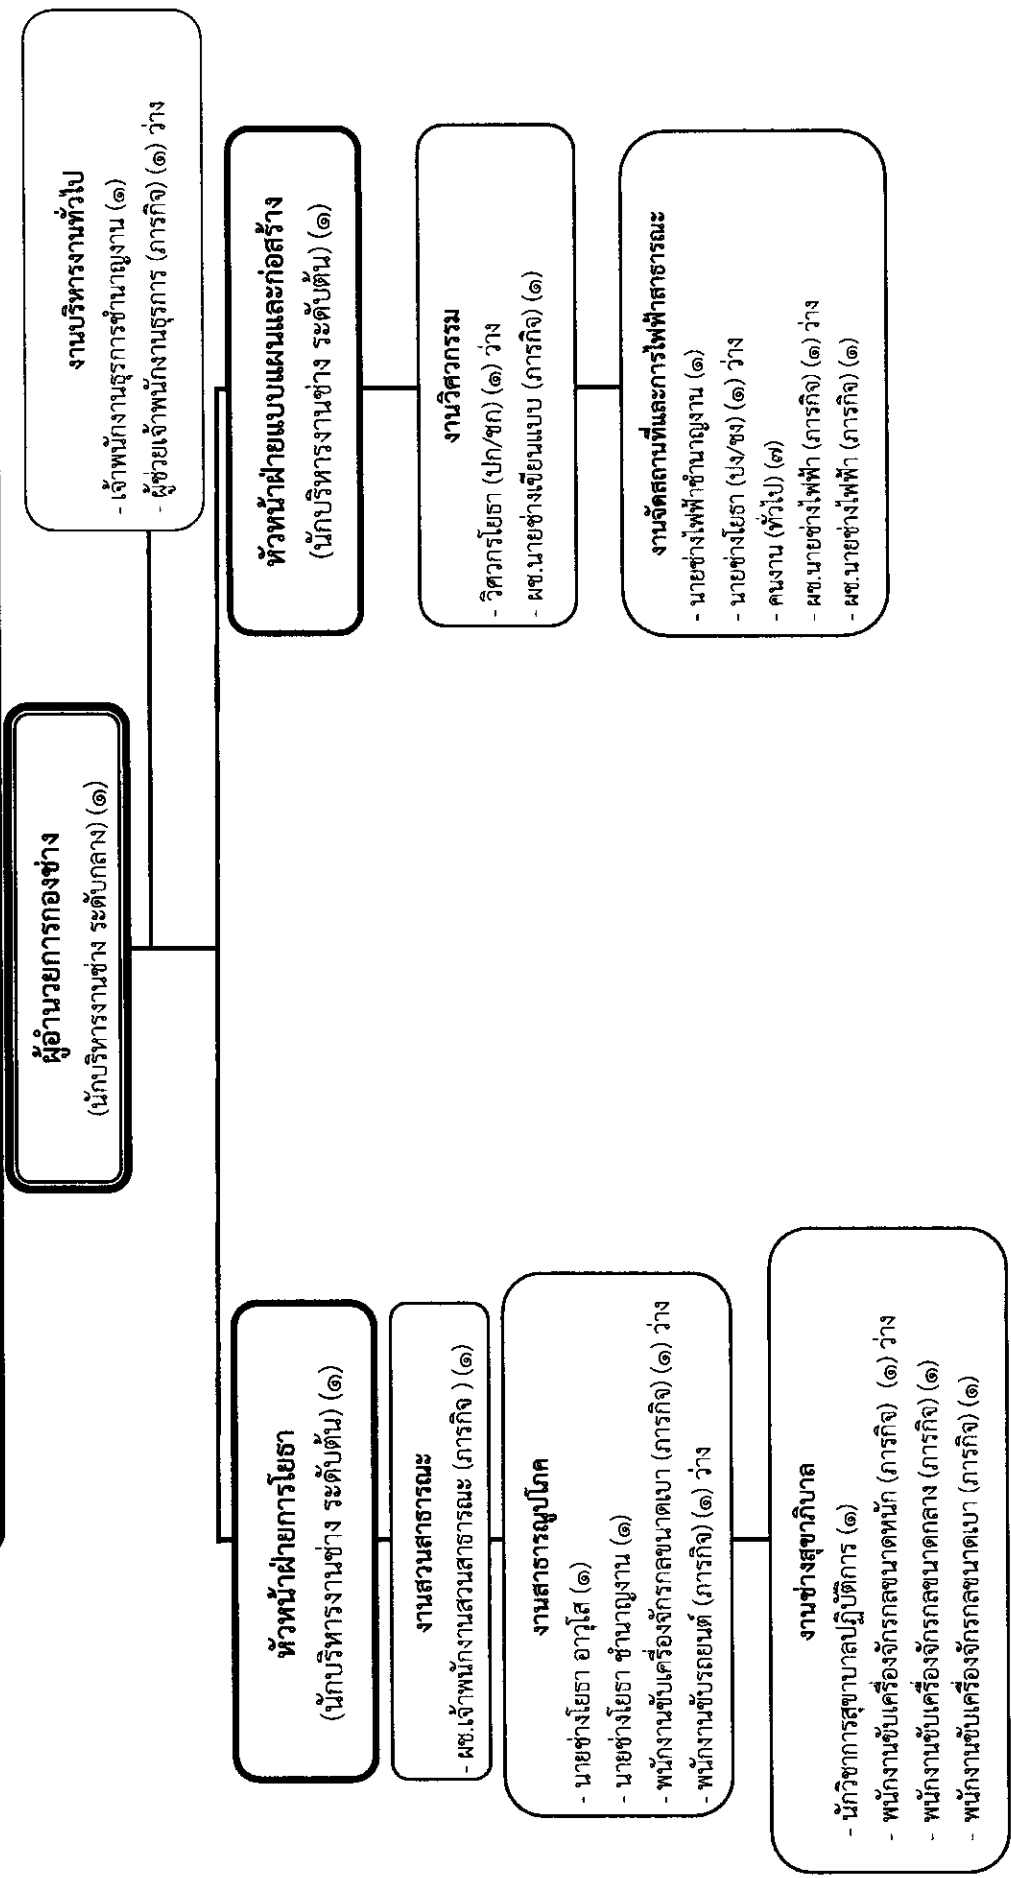 ผู้อำนวยการกองช่าง
(นักบริหารงานช่าง ระดับกลาง) (๑)
งานบริหารงานทั่วไป
- เจ้าพนักงานธุรการชำนาญงาน (๑)
- ผู้ช่วยเจ้าพนักงานธุรการ (ภารกิจ) (๑) ว่าง
หัวหน้าฝ่ายการโยธา
(นักบริหารงานช่าง ระดับต้น) (๑)
งานสวนสาธารณะ
- ผช.เจ้าพนักงานสวนสาธารณะ (ภารกิจ ) (๑)
งานสาธารณูปโภค
- นายช่างโยธา อาวุโส (๑)
- นายช่างโยธา ชำนาญงาน (๑)
- พนักงานขับเครื่องจักรกลขนาดเบา (ภารกิจ) (๑) ว่าง
- พนักงานขับรถยนต์ (ภารกิจ) (๑) ว่าง
งานช่างสุขาภิบาล
- นักวิชาการสุขาบาลปฏิบัติการ (๑)
- พนักงานขับเครื่องจักรกลขนาดหนัก (ภารกิจ) (๑) ว่าง
- พนักงานขับเครื่องจักรกลขนาดกลาง (ภารกิจ) (๑)
- พนักงานขับเครื่องจักรกลขนาดเบา (ภารกิจ) (๑)
หัวหน้าฝ่ายแบบแผนและก่อสร้าง
(นักบริหารงานช่าง ระดับต้น) (๑)
งานวิศวกรรม
- วิศวกรโยธา (ปก/ชก) (๑) ว่าง
- ผช.นายช่างเขียนแบบ (ภารกิจ) (๑)
งานจัดสถานที่และการไฟฟ้าสาธารณะ
- นายช่างไฟฟ้าชำนาญงาน (๑)
- นายช่างโยธา (ปง/ชง) (๑) ว่าง
- คนงาน (ทั่วไป) (๗)
- ผช.นายช่างไฟฟ้า (ภารกิจ) (๑) ว่าง
- ผช.นายช่างไฟฟ้า (ภารกิจ) (๑)